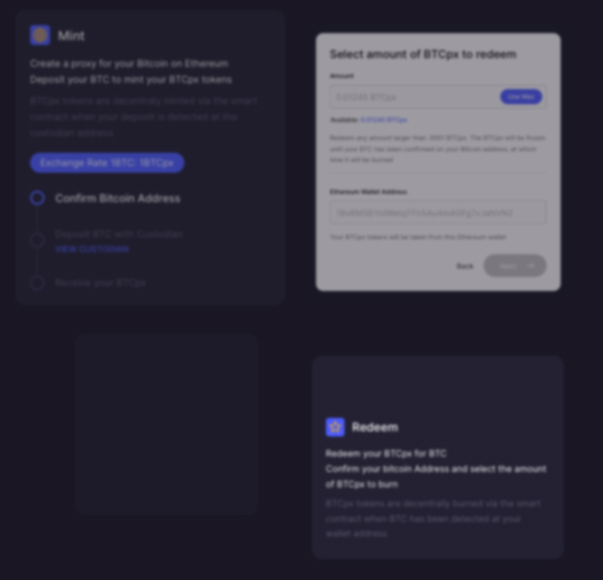 Mint
Create a proxy for your Bitcoin on Ethereum
Deposit your BTC to mint your BTCpx tokens
BTCpx tokens are decentrally minted via the smart
contract when your deposit is detected at the
custodian address
Exchange Rate 1BTC: 1BTCpx
Confirm Bitcoin Address
Deposit BTC with Custodian
VIEW CUSTODIAN
Receive your BTCpx
Select amount of BTCpx to redeem
Amount
0.01245 BTCpx
Use Max
Available
Redeem any amount larger than .0001 BTCpx. The BTCpx will be frozen
with your BTC has been confirmed on your Bitcoin address, at which
time it will be burned
Ethereum Wallet Address
Your BTCpx tokens will be taken from this Ethereum wallet
Back
Next
Redeem
Redeem your BTCpx for BTC
Confirm your bitcoin Address and select the amount
of BTCpx to burn
BTCpx tokens are decentrally burned via the smart
contract when BTC has been detected at your
wallet address